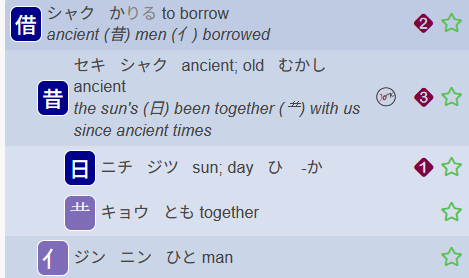 借 シャク かりる to borrow 2
ancient (昔) men (亻) borrowed
セキ シャク ancient; old むかし
昔 ancient 3
the sun's (日) been together (龷) with us
since ancient times
日 ニチ ジツ sun; day ひ -か 1
龷 キョウ とも together
亻 ジン ニン ひと man